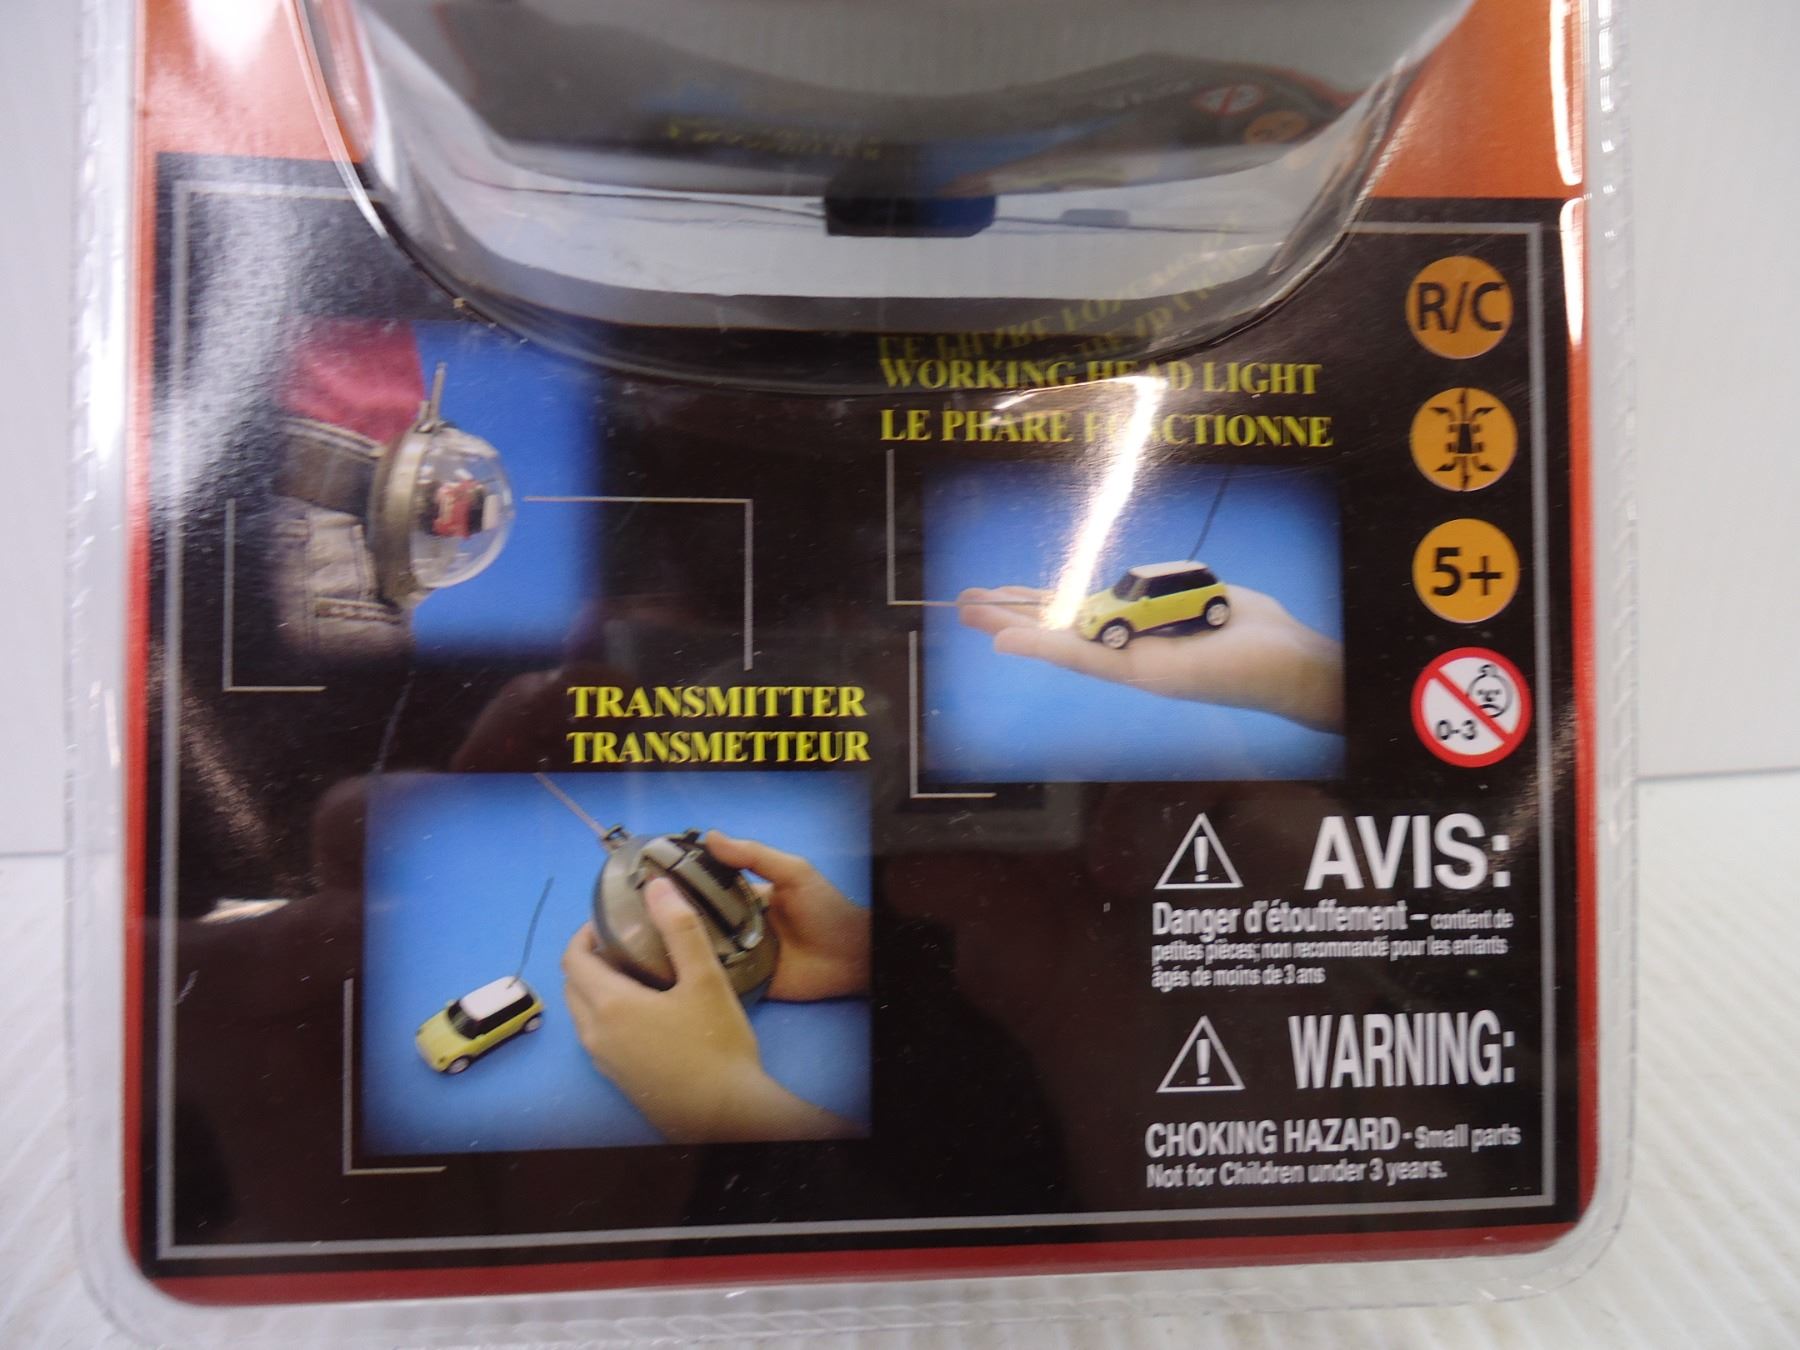 WORKING HEAD LIGHT
LE PHARE FONCTIONNE
R/C
5+
0-3
TRANSMITTER
TRANSMETTEUR
AVIS:
Danger d'étouffement – contient de
petites pièces; non recommandé pour les enfants
âgés de moins de 3 ans
WARNING:
CHOKING HAZARD - Small parts
Not for Children under 3 years.